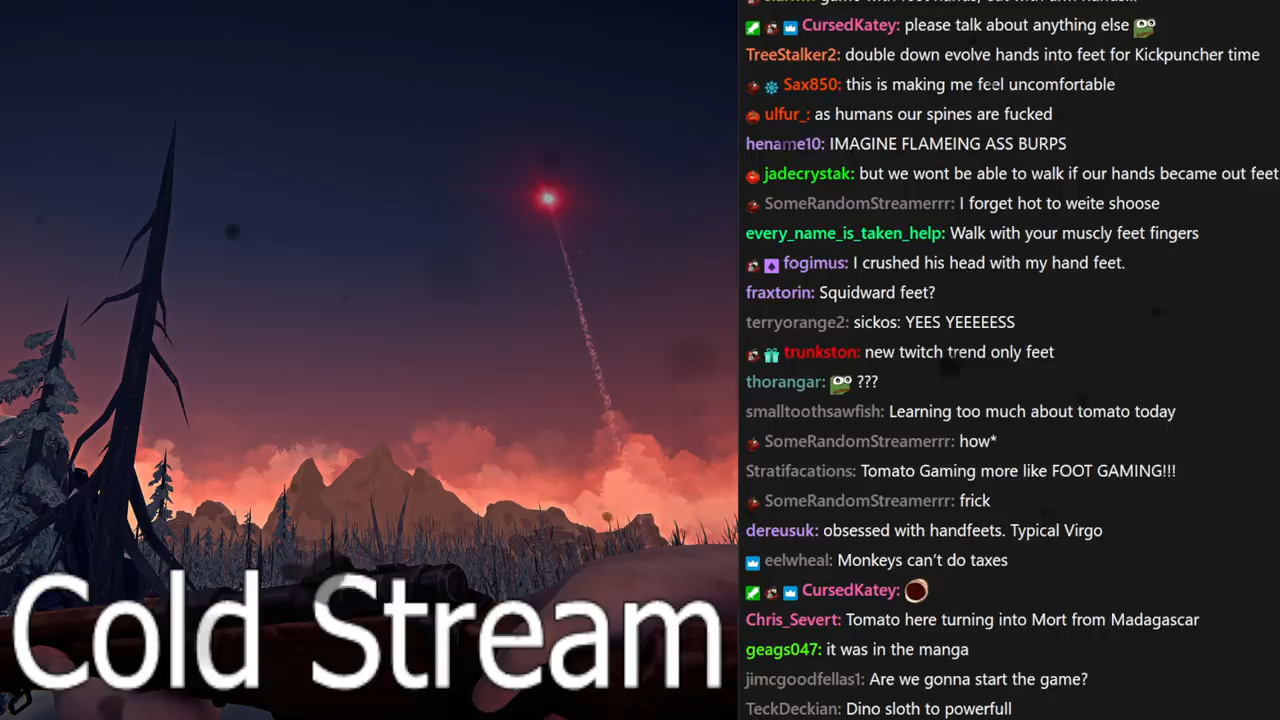 CursedKatey: please talk about anything else
TreeStalker2: double down evolve hands into feet for Kickpuncher time
Sax850: this is making me feel uncomfortable
ulfur_: as humans our spines are fucked
hename10: IMAGINE FLAMEING ASS BURPS
jadecrystak: but we wont be able to walk if our hands became out feet
SomeRandomStreamerrr: I forget hot to weite shoose
every_name_is_taken_help: Walk with your muscly feet fingers
fogimus: I crushed his head with my hand feet.
fraxtorin: Squidward feet?
terryorange2: sickos: YEES YEEEEESS
trunkston: new twitch trend only feet
thorangar: ???
smalltoothsawfish: Learning too much about tomato today
SomeRandomStreamerrr: how*
Stratifacations: Tomato Gaming more like FOOT GAMING!!!
SomeRandomStreamerrr: frick
dereusuk: obsessed with handfeets. Typical Virgo
eelwheal: Monkeys can't do taxes
CursedKatey:
Chris_Severt: Tomato here turning into Mort from Madagascar
geags047: it was in the manga
jimcgoodfellas1: Are we gonna start the game?
TeckDeckian: Dino sloth to powerfull
Cold Stream